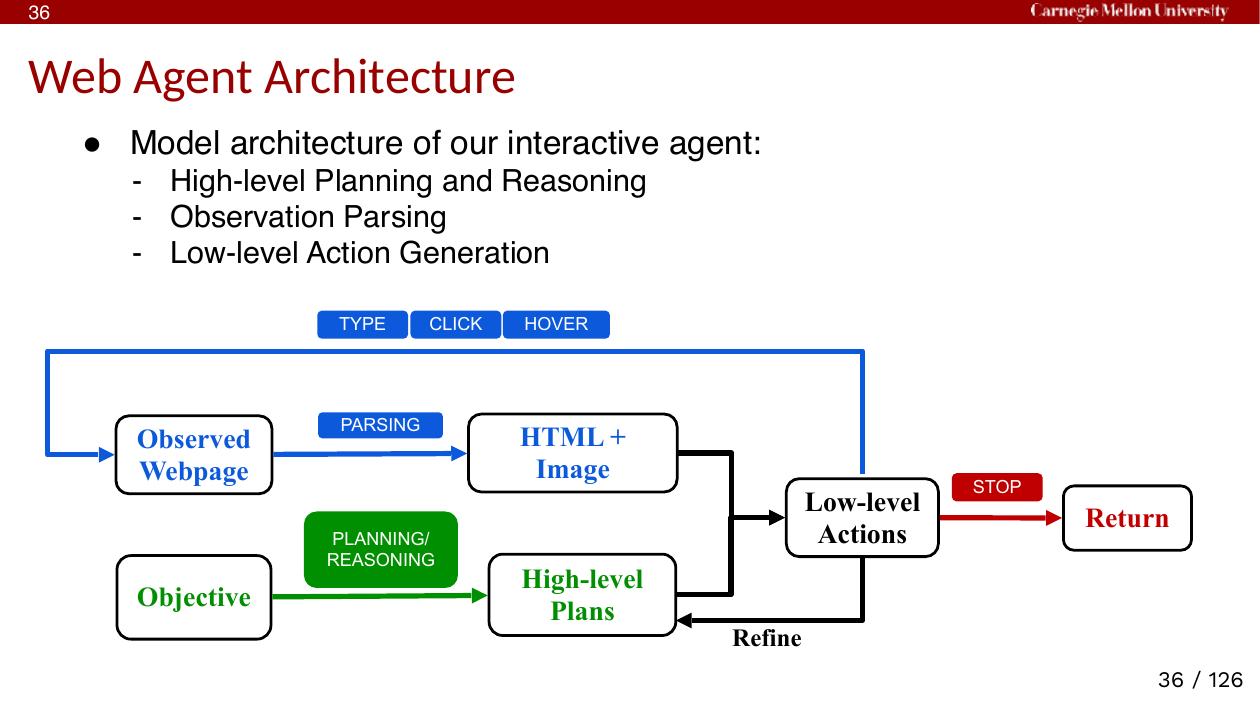 36
Carnegie Mellon University
Web Agent Architecture
● Model architecture of our interactive agent:
- High-level Planning and Reasoning
- Observation Parsing
- Low-level Action Generation
TYPE CLICK HOVER
Observed
Webpage
PARSING
HTML +
Image
Low-level
Actions
STOP
Return
Objective
PLANNING/
REASONING
High-level
Plans
Refine
36 / 126